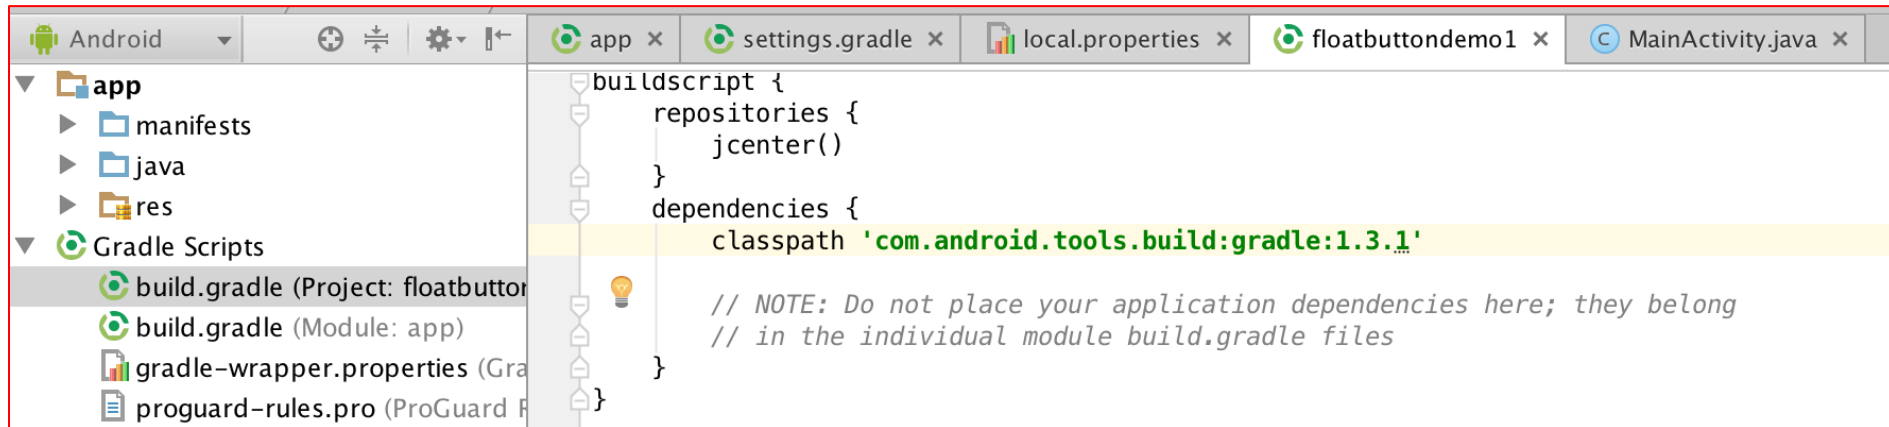 Android
app
manifests
java
res
Gradle Scripts
build.gradle (Project: floatbutton
build.gradle (Module: app)
gradle-wrapper.properties (Gra
proguard-rules.pro (ProGuard
app
settings.gradle
local.properties
floatbuttondemo1
MainActivity.java
buildscript {
repositories {
jcenter()
}
dependencies {
classpath 'com.android.tools.build:gradle:1.3.1'
// NOTE: Do not place your application dependencies here; they belong
// in the individual module build.gradle files
}
}